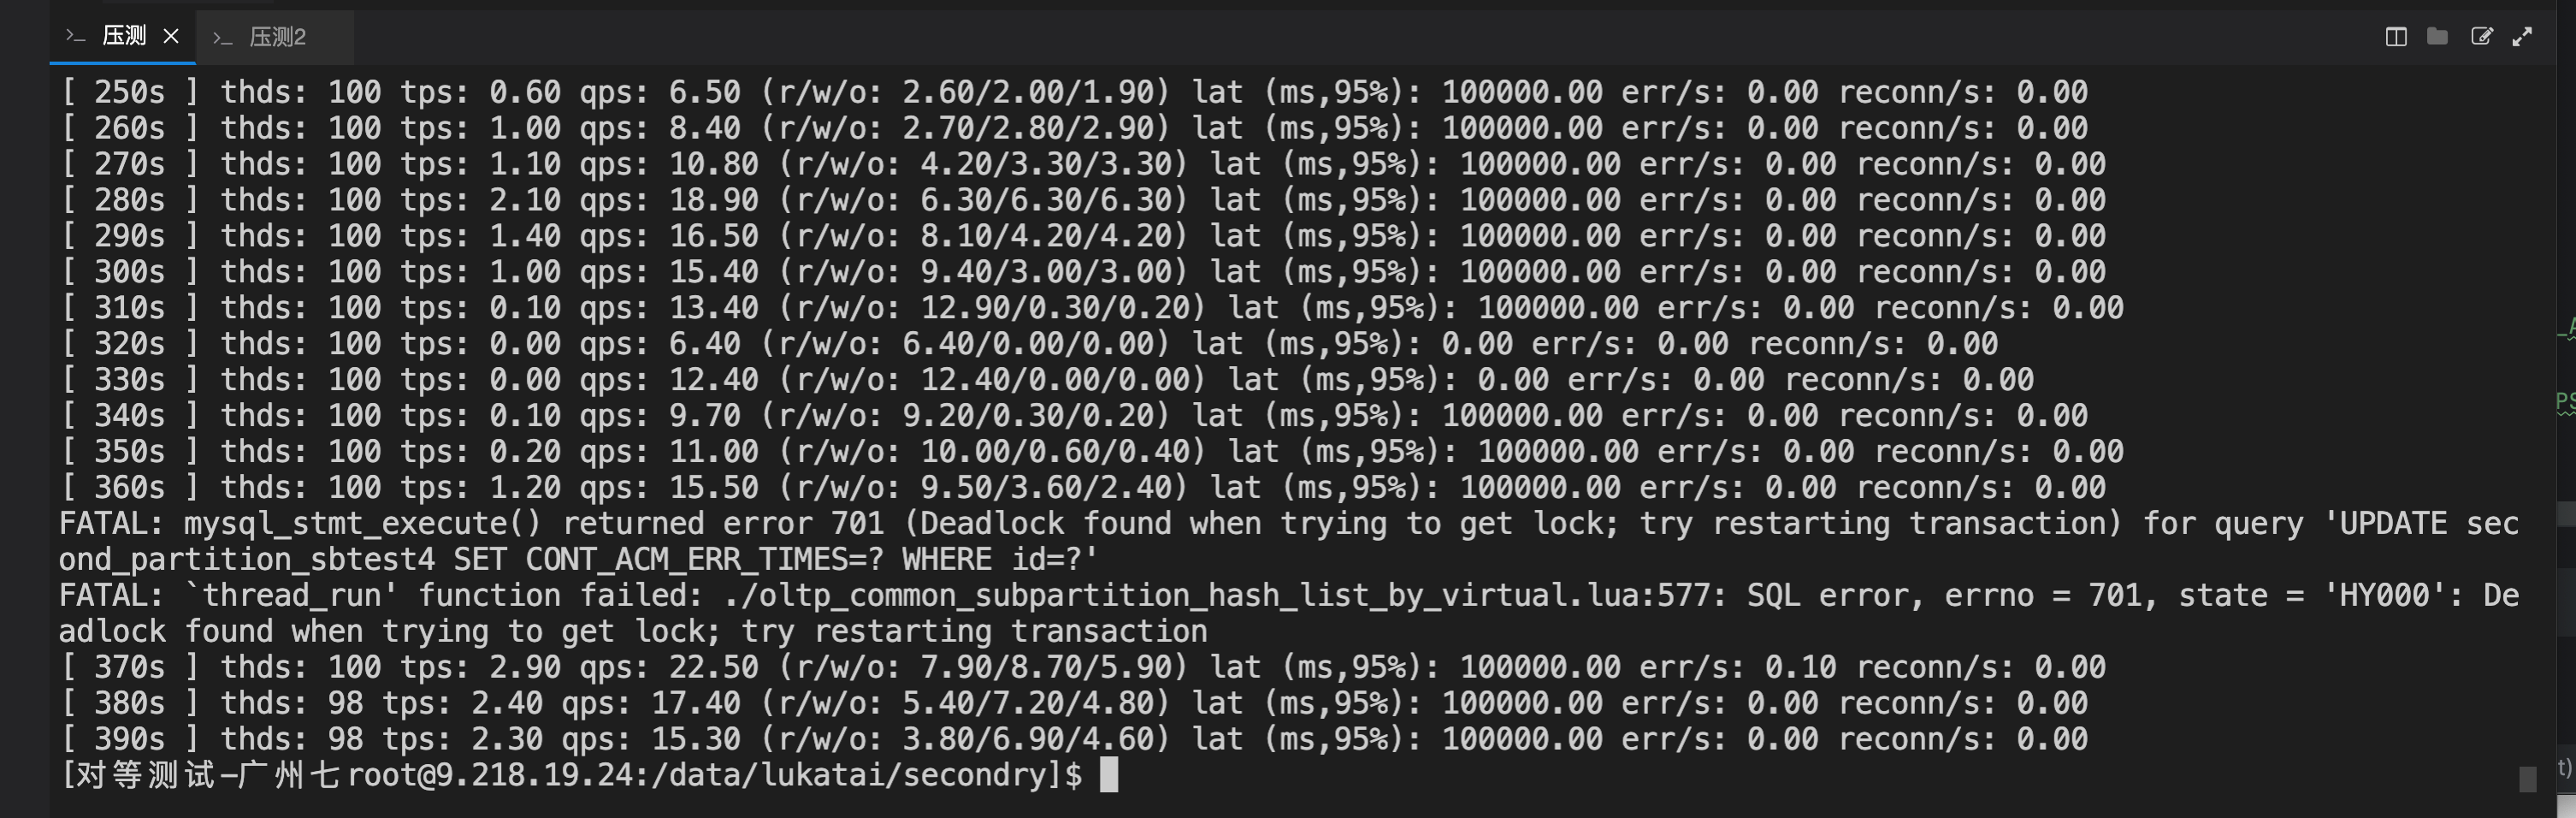 >_ 压测 ×
>_ 压测2
[ 250s ] thds: 100 tps: 0.60 qps: 6.50 (r/w/o: 2.60/2.00/1.90) lat (ms,95%): 100000.00 err/s: 0.00 reconn/s: 0.00
[ 260s ] thds: 100 tps: 1.00 qps: 8.40 (r/w/o: 2.70/2.80/2.90) lat (ms,95%): 100000.00 err/s: 0.00 reconn/s: 0.00
[ 270s ] thds: 100 tps: 1.10 qps: 10.80 (r/w/o: 4.20/3.30/3.30) lat (ms,95%): 100000.00 err/s: 0.00 reconn/s: 0.00
[ 280s ] thds: 100 tps: 2.10 qps: 18.90 (r/w/o: 6.30/6.30/6.30) lat (ms,95%): 100000.00 err/s: 0.00 reconn/s: 0.00
[ 290s ] thds: 100 tps: 1.40 qps: 16.50 (r/w/o: 8.10/4.20/4.20) lat (ms,95%): 100000.00 err/s: 0.00 reconn/s: 0.00
[ 300s ] thds: 100 tps: 1.00 qps: 15.40 (r/w/o: 9.40/3.00/3.00) lat (ms,95%): 100000.00 err/s: 0.00 reconn/s: 0.00
[ 310s ] thds: 100 tps: 0.10 qps: 13.40 (r/w/o: 12.90/0.30/0.20) lat (ms,95%): 100000.00 err/s: 0.00 reconn/s: 0.00
[ 320s ] thds: 100 tps: 0.00 qps: 6.40 (r/w/o: 6.40/0.00/0.00) lat (ms,95%): 0.00 err/s: 0.00 reconn/s: 0.00
[ 330s ] thds: 100 tps: 0.00 qps: 12.40 (r/w/o: 12.40/0.00/0.00) lat (ms,95%): 0.00 err/s: 0.00 reconn/s: 0.00
[ 340s ] thds: 100 tps: 0.10 qps: 9.70 (r/w/o: 9.20/0.30/0.20) lat (ms,95%): 100000.00 err/s: 0.00 reconn/s: 0.00
[ 350s ] thds: 100 tps: 0.20 qps: 11.00 (r/w/o: 10.00/0.60/0.40) lat (ms,95%): 100000.00 err/s: 0.00 reconn/s: 0.00
[ 360s ] thds: 100 tps: 1.20 qps: 15.50 (r/w/o: 9.50/3.60/2.40) lat (ms,95%): 100000.00 err/s: 0.00 reconn/s: 0.00
FATAL: mysql_stmt_execute() returned error 701 (Deadlock found when trying to get lock; try restarting transaction) for query 'UPDATE sec
ond_partition_sbtest4 SET CONT_ACM_ERR_TIMES=? WHERE id=?'
FATAL: `thread_run' function failed: ./oltp_common_subpartition_hash_list_by_virtual.lua:577: SQL error, errno = 701, state = 'HY000': De
adlock found when trying to get lock; try restarting transaction
[ 370s ] thds: 100 tps: 2.90 qps: 22.50 (r/w/o: 7.90/8.70/5.90) lat (ms,95%): 100000.00 err/s: 0.10 reconn/s: 0.00
[ 380s ] thds: 98 tps: 2.40 qps: 17.40 (r/w/o: 5.40/7.20/4.80) lat (ms,95%): 100000.00 err/s: 0.00 reconn/s: 0.00
[ 390s ] thds: 98 tps: 2.30 qps: 15.30 (r/w/o: 3.80/6.90/4.60) lat (ms,95%): 100000.00 err/s: 0.00 reconn/s: 0.00
[对等测试-广州七root@9.218.19.24:/data/lukatai/secondry]$